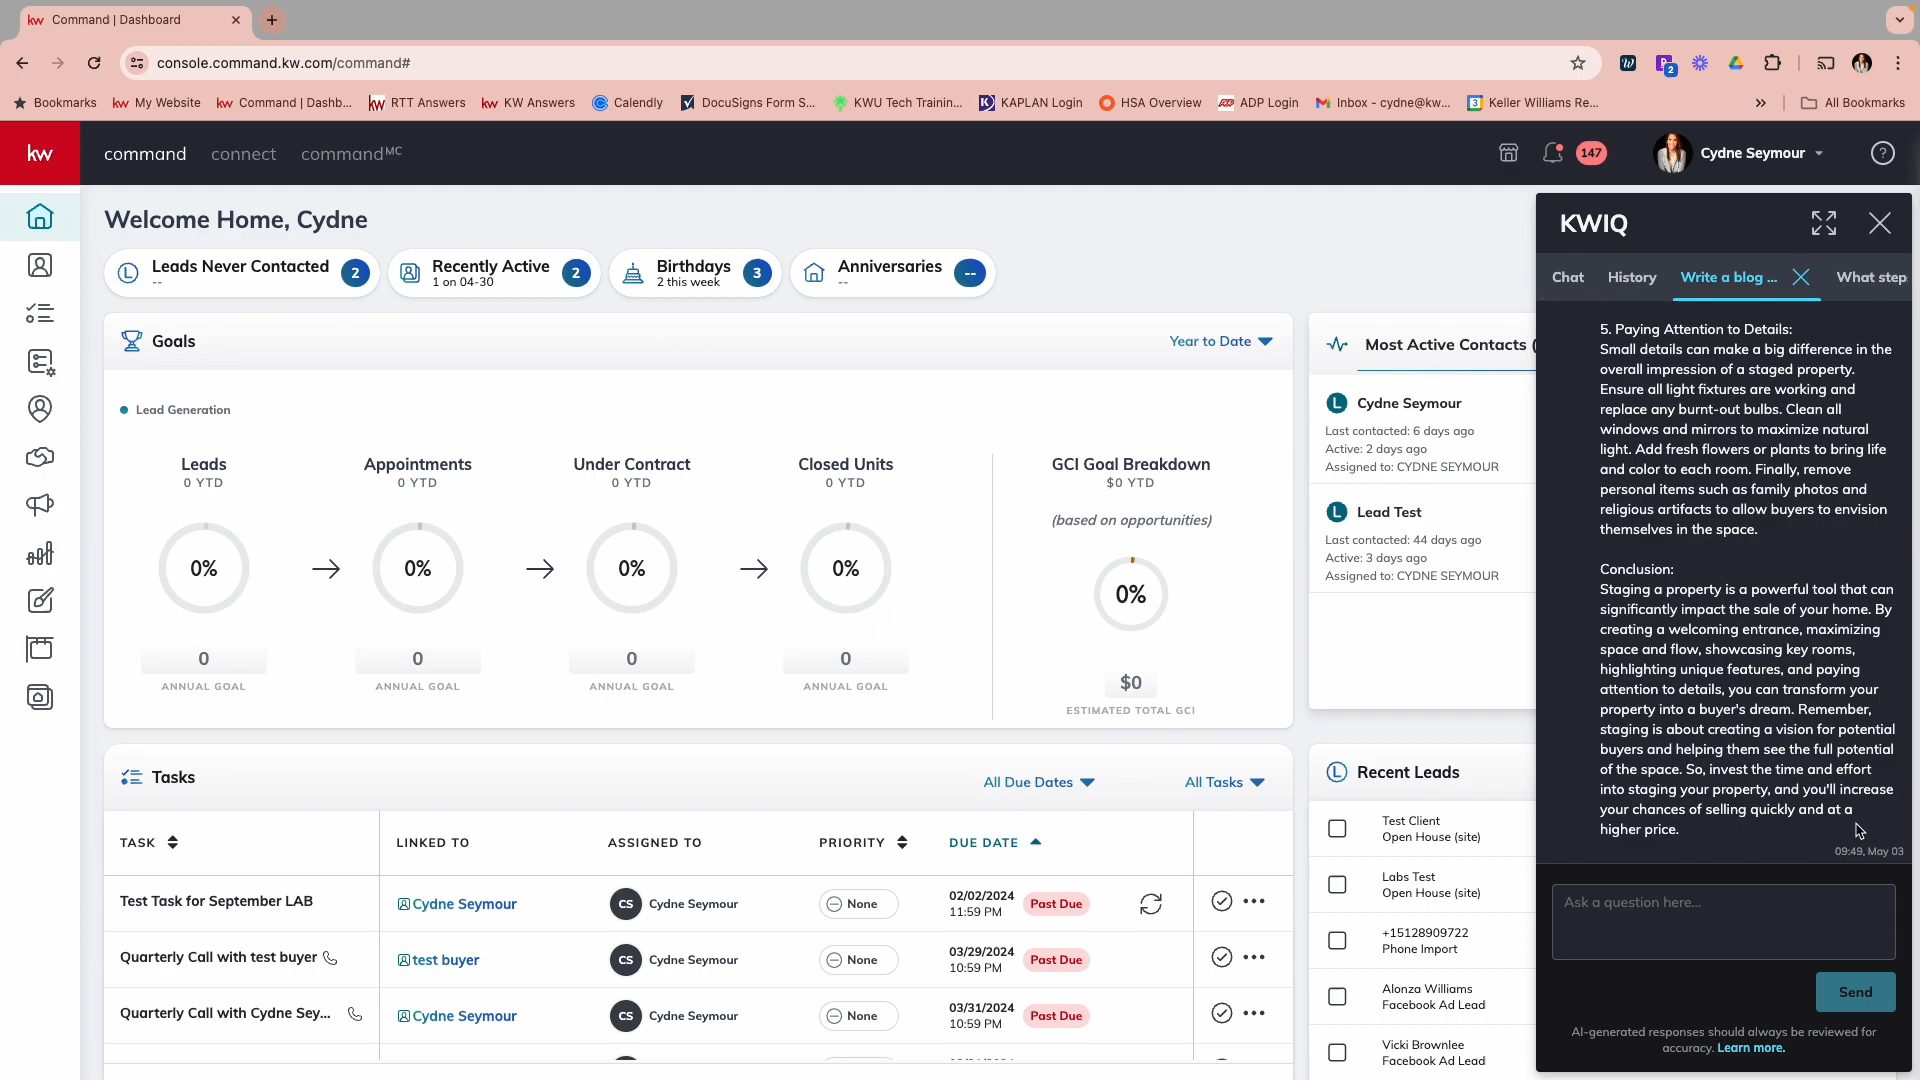 kw Command | Dashboard
console.command.kw.com/command#
2
Bookmarks
kw My Website
kw Command | Dashb...
kw RTT Answers
kw KW Answers
Calendly
DocuSigns Form S...
KWU Tech Trainin...
KAPLAN Login
HSA Overview
ADP Login
Inbox - cydne@kw...
Keller Williams Re...
»
All Bookmarks
kw
command
connect
commandMC
147
Cydne Seymour
Welcome Home, Cydne
Leads Never Contacted
--
2
Recently Active
1 on 04-30
2
Birthdays
2 this week
3
Anniversaries
--
--
Goals
Year to Date
Lead Generation
Leads
0 YTD
0%
0
ANNUAL GOAL
Appointments
0 YTD
0%
0
ANNUAL GOAL
Under Contract
0 YTD
0%
0
ANNUAL GOAL
Closed Units
0 YTD
0%
0
ANNUAL GOAL
GCI Goal Breakdown
$0 YTD
(based on opportunities)
0%
$0
ESTIMATED TOTAL GCI
Most Active Contacts (
L Cydne Seymour
Last contacted: 6 days ago
Active: 2 days ago
Assigned to: CYDNE SEYMOUR
L Lead Test
Last contacted: 44 days ago
Active: 3 days ago
Assigned to: CYDNE SEYMOUR
Tasks
All Due Dates
All Tasks
TASK
LINKED TO
ASSIGNED TO
PRIORITY
DUE DATE
Test Task for September LAB
Cydne Seymour
CS Cydne Seymour
None
02/02/2024
11:59 PM
Past Due
Quarterly Call with test buyer
test buyer
CS Cydne Seymour
None
03/29/2024
10:59 PM
Past Due
Quarterly Call with Cydne Sey...
Cydne Seymour
CS Cydne Seymour
None
03/31/2024
10:59 PM
Past Due
Recent Leads
Test Client
Open House (site)
Labs Test
Open House (site)
+15128909722
Phone Import
Alonza Williams
Facebook Ad Lead
Vicki Brownlee
Facebook Ad Lead
KWIQ
Chat
History
Write a blog ...
What step
5. Paying Attention to Details:
Small details can make a big difference in the
overall impression of a staged property.
Ensure all light fixtures are working and
replace any burnt-out bulbs. Clean all
windows and mirrors to maximize natural
light. Add fresh flowers or plants to bring life
and color to each room. Finally, remove
personal items such as family photos and
religious artifacts to allow buyers to envision
themselves in the space.
Conclusion:
Staging a property is a powerful tool that can
significantly impact the sale of your home. By
creating a welcoming entrance, maximizing
space and flow, showcasing key rooms,
highlighting unique features, and paying
attention to details, you can transform your
property into a buyer's dream. Remember,
staging is about creating a vision for potential
buyers and helping them see the full potential
of the space. So, invest the time and effort
into staging your property, and you'll increase
your chances of selling quickly and at a
higher price.
09:49, May 03
Ask a question here...
Send
AI-generated responses should always be reviewed for
accuracy. Learn more.